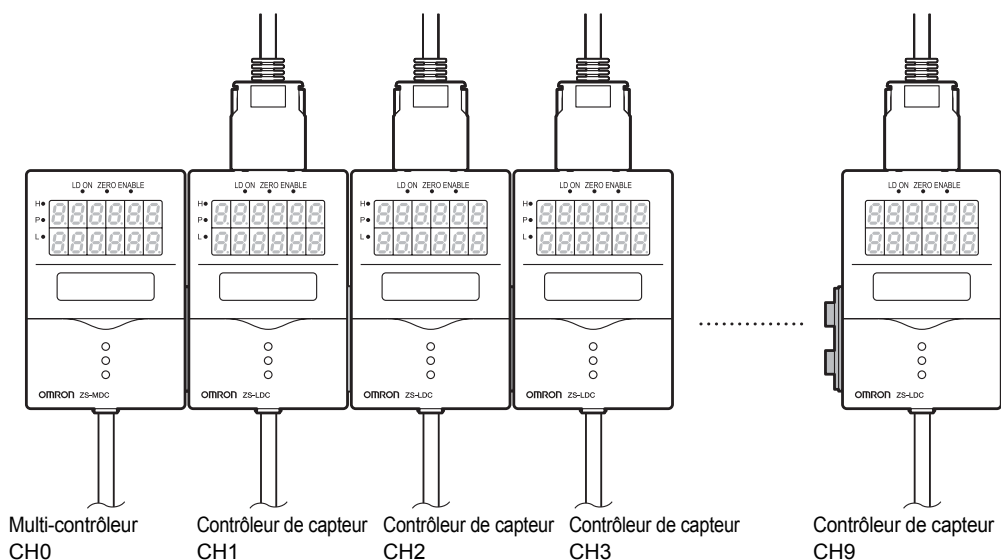 LD ON ZERO ENABLE
H
P
L
OMRON ZS-MDC
LD ON ZERO ENABLE
H
P
L
OMRON ZS-LDC
LD ON ZERO ENABLE
H
P
L
OMRON ZS-LDC
LD ON ZERO ENABLE
H
P
L
OMRON ZS-LDC
LD ON ZERO ENABLE
OMRON ZS-LDC
Multi-contrôleur
CH0
Contrôleur de capteur
CH1
Contrôleur de capteur
CH2
Contrôleur de capteur
CH3
Contrôleur de capteur
CH9